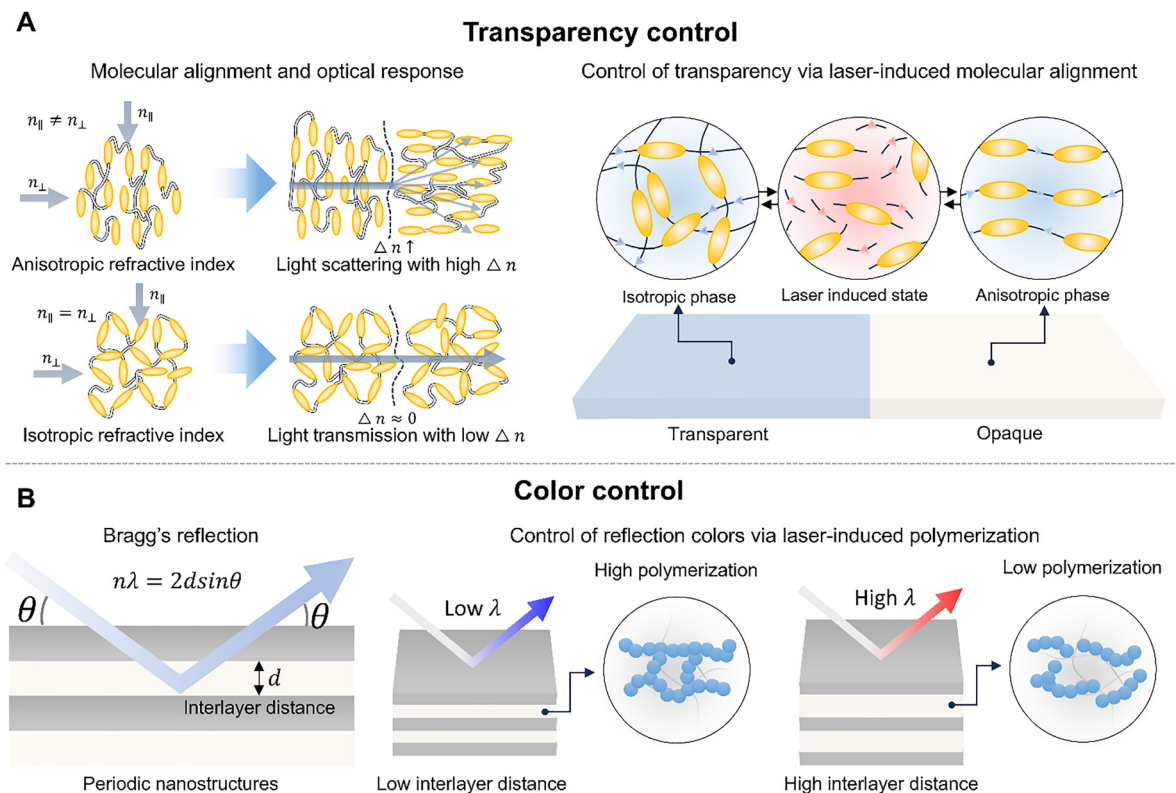 A
Transparency control
Molecular alignment and optical response
n∥ ≠ n⊥
n∥
n⊥
△n ↑
Anisotropic refractive index
Light scattering with high △n
n∥ = n⊥
n∥
n⊥
△n ≈ 0
Isotropic refractive index
Light transmission with low △n
Control of transparency via laser-induced molecular alignment
Isotropic phase
Laser induced state
Anisotropic phase
Transparent
Opaque
B
Color control
Bragg's reflection
nλ = 2dsinθ
θ
θ
d
Interlayer distance
Periodic nanostructures
Control of reflection colors via laser-induced polymerization
High polymerization
Low λ
Low interlayer distance
Low polymerization
High λ
High interlayer distance